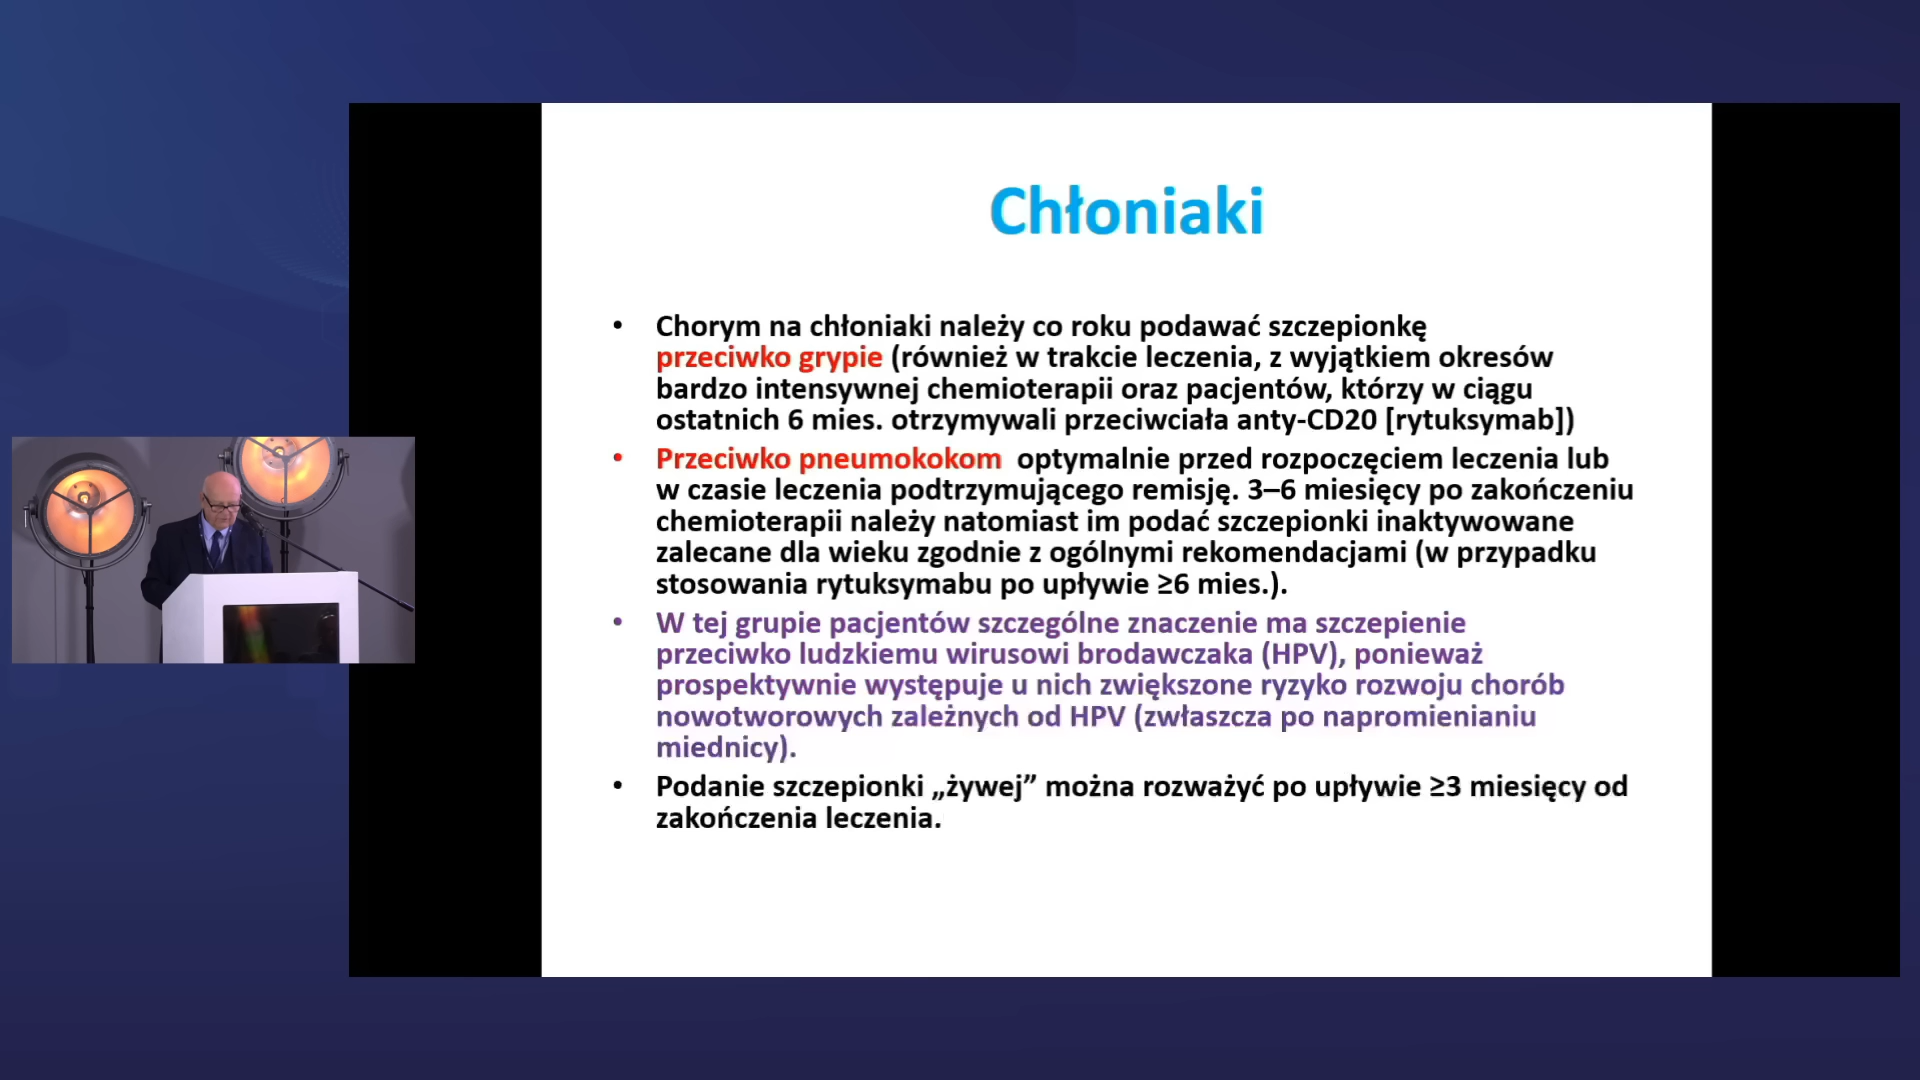 Chłoniaki
• Chorym na chłoniaki należy co roku podawać szczepionkę
przeciwko grypie (również w trakcie leczenia, z wyjątkiem okresów
bardzo intensywnej chemioterapii oraz pacjentów, którzy w ciągu
ostatnich 6 mies. otrzymywali przeciwciała anty-CD20 [rytuksymab])
• Przeciwko pneumokokom optymalnie przed rozpoczęciem leczenia lub
w czasie leczenia podtrzymującego remisję. 3–6 miesięcy po zakończeniu
chemioterapii należy natomiast im podać szczepionki inaktywowane
zalecane dla wieku zgodnie z ogólnymi rekomendacjami (w przypadku
stosowania rytuksymabu po upływie ≥6 mies.).
• W tej grupie pacjentów szczególne znaczenie ma szczepienie
przeciwko ludzkiemu wirusowi brodawczaka (HPV), ponieważ
prospektywnie występuje u nich zwiększone ryzyko rozwoju chorób
nowotworowych zależnych od HPV (zwłaszcza po napromienianiu
miednicy).
• Podanie szczepionki „żywej” można rozważyć po upływie ≥3 miesięcy od
zakończenia leczenia.